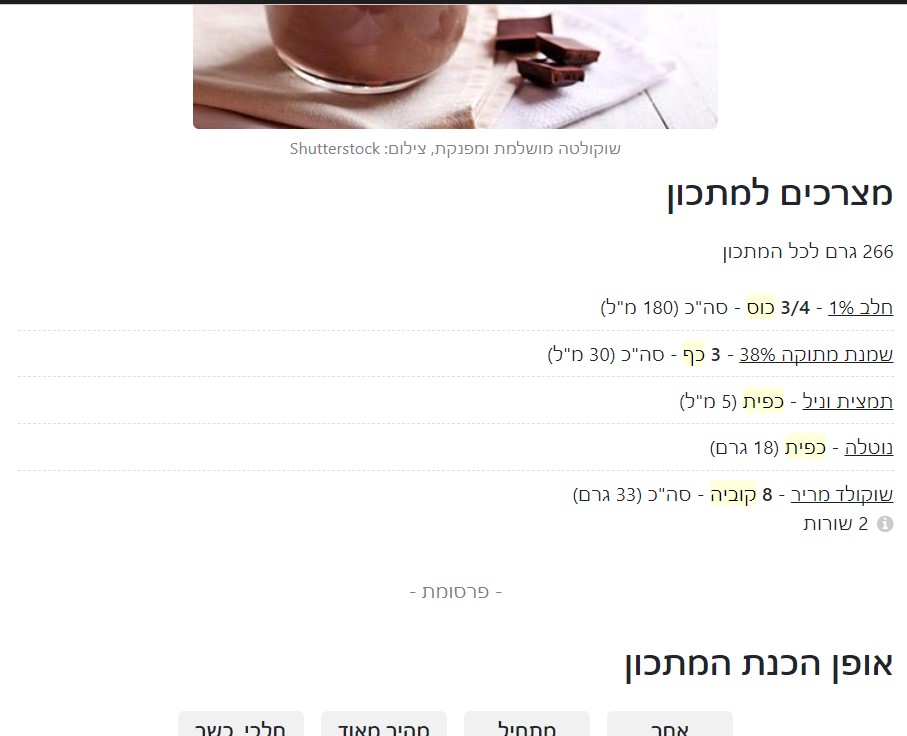 שוקולטה מושלמת ומפנקת, צילום: Shutterstock
מצרכים למתכון
266 גרם לכל המתכון
חלב 1% - 3/4 כוס - סה"כ (180 מ"ל)
שמנת מתוקה 38% - 3 כף - סה"כ (30 מ"ל)
תמצית וניל - כפית (5 מ"ל)
נוטלה - כפית (18 גרם)
שוקולד מריר - 8 קוביה - סה"כ (33 גרם)
2 שורות
- פרסומת -
אופן הכנת המתכון
אחר מתחיל מהיר מאוד חלבי, כשר